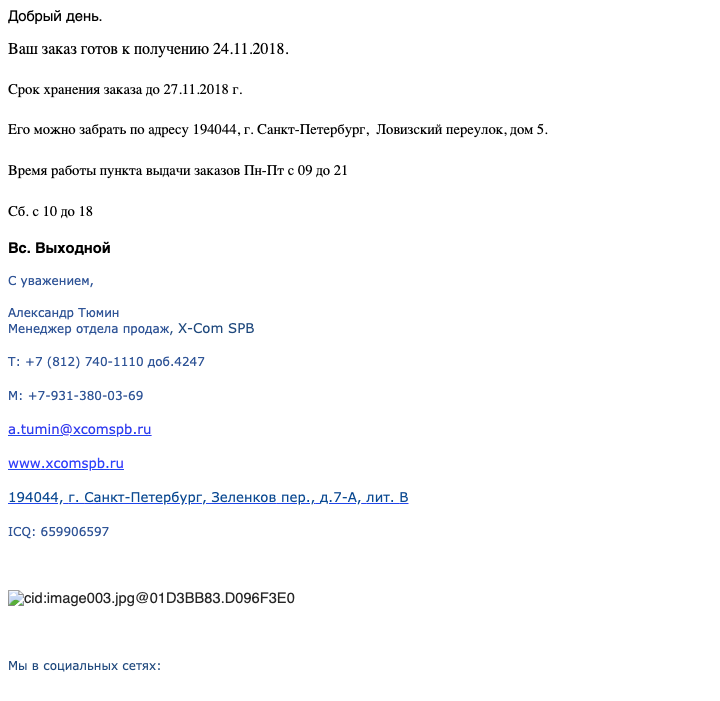 Добрый день.
Ваш заказ готов к получению 24.11.2018.
Срок хранения заказа до 27.11.2018 г.
Его можно забрать по адресу 194044, г. Санкт-Петербург,  Ловизский переулок, дом 5.
Время работы пункта выдачи заказов Пн-Пт с 09 до 21
Сб. с 10 до 18
Вс. Выходной
С уважением,
Александр Тюмин
Менеджер отдела продаж, X-Com SPB
T: +7 (812) 740-1110 доб.4247
M: +7-931-380-03-69
a.tumin@xcomspb.ru
www.xcomspb.ru
194044, г. Санкт-Петербург, Зеленков пер., д.7-А, лит. В
ICQ: 659906597
cid:image003.jpg@01D3BB83.D096F3E0
Мы в социальных сетях: